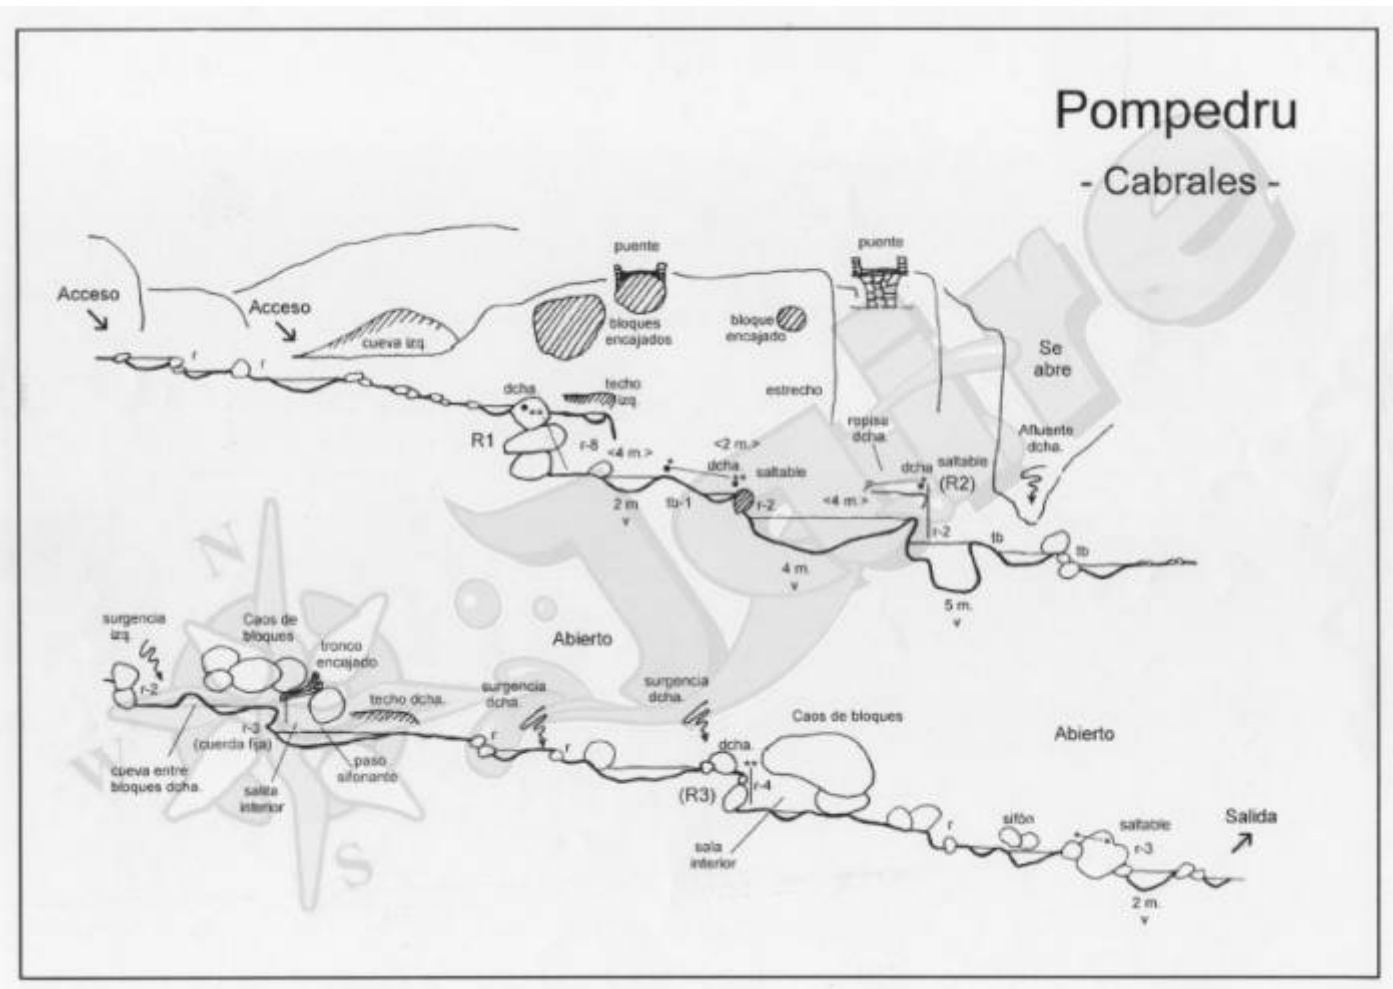 Pompedru
- Cabrales -
puente
puente
Acceso
Acceso
cueva izq.
bloques
encajados
bloque
encajado
Se
abre
r
r
dcha
techo
izq.
estrecho
ropisa
dcha.
Afluente
dcha.
R1
r-8
<4 m.>
<2 m.>
dcha.
saltable
dcha
saltable
(R2)
<4 m.>
2 m
v
tb-1
r-2
r-2
tb
tb
4 m.
v
5 m.
v
N
W
S
surgencia
izq.
Caos de
bloques
tronco
encajado
Abierto
r-2
techo dcha.
surgencia
dcha.
surgencia
dcha.
Caos de bloques
Abierto
r-3
(cuerda fija)
r
r
dcha.
cueva entre
bloques dcha.
salita
interior
paso
sifonante
(R3)
r-4
sala
interior
r
sifón
saltable
r-3
Salida
2 m.
v